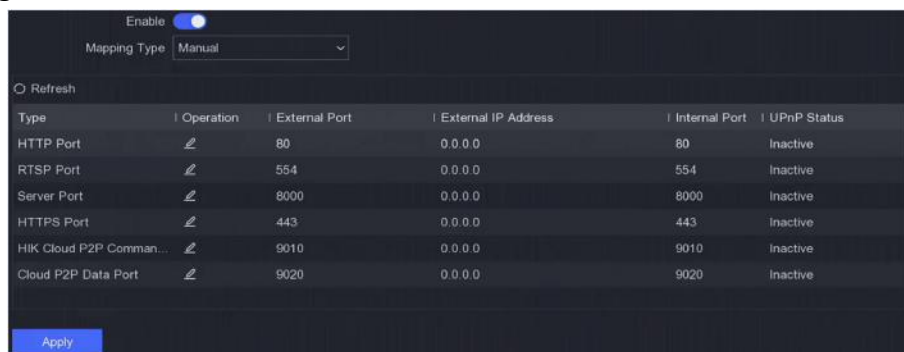 Enable
Mapping Type Manual
Refresh
Type Operation External Port External IP Address Internal Port UPnP Status
HTTP Port 80 0.0.0.0 80 Inactive
RTSP Port 554 0.0.0.0 554 Inactive
Server Port 8000 0.0.0.0 8000 Inactive
HTTPS Port 443 0.0.0.0 443 Inactive
HIK Cloud P2P Comman... 9010 0.0.0.0 9010 Inactive
Cloud P2P Data Port 9020 0.0.0.0 9020 Inactive
Apply